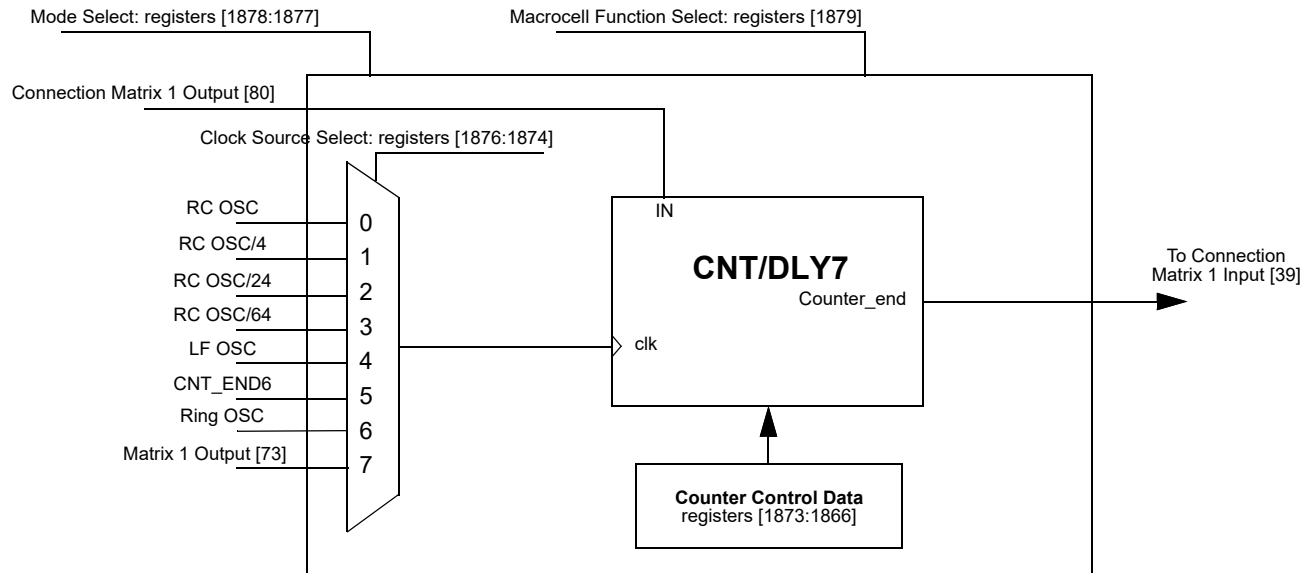 Mode Select: registers [1878:1877]
Macrocell Function Select: registers [1879]
Connection Matrix 1 Output [80]
Clock Source Select: registers [1876:1874]
RC OSC
0
RC OSC/4
1
RC OSC/24
2
RC OSC/64
3
LF OSC
4
CNT_END6
5
Ring OSC
6
Matrix 1 Output [73]
7
IN
CNT/DLY7
Counter_end
clk
To Connection
Matrix 1 Input [39]
Counter Control Data
registers [1873:1866]